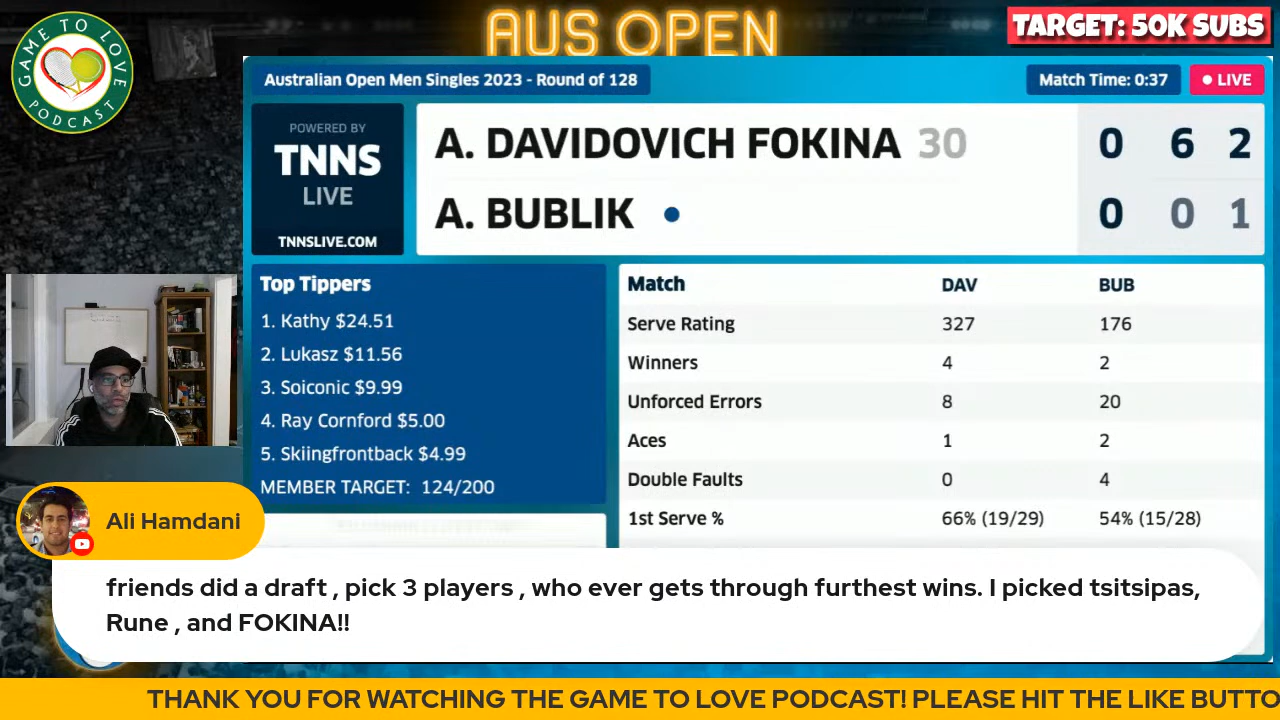 AUS OPEN
TARGET: 50K SUBS
GAME TO LOVE PODCAST
Australian Open Men Singles 2023 - Round of 128
Match Time: 0:37
LIVE
POWERED BY
TNNS
LIVE
TNNSLIVE.COM
A. DAVIDOVICH FOKINA 30 0 6 2
A. BUBLIK 0 0 1
Top Tippers
1. Kathy $24.51
2. Lukasz $11.56
3. Soiconic $9.99
4. Ray Cornford $5.00
5. Skiingfrontback $4.99
MEMBER TARGET: 124/200
Match DAV BUB
Serve Rating 327 176
Winners 4 2
Unforced Errors 8 20
Aces 1 2
Double Faults 0 4
1st Serve % 66% (19/29) 54% (15/28)
Ali Hamdani
friends did a draft , pick 3 players , who ever gets through furthest wins. I picked tsitsipas,
Rune , and FOKINA!!
THANK YOU FOR WATCHING THE GAME TO LOVE PODCAST! PLEASE HIT THE LIKE BUTTO